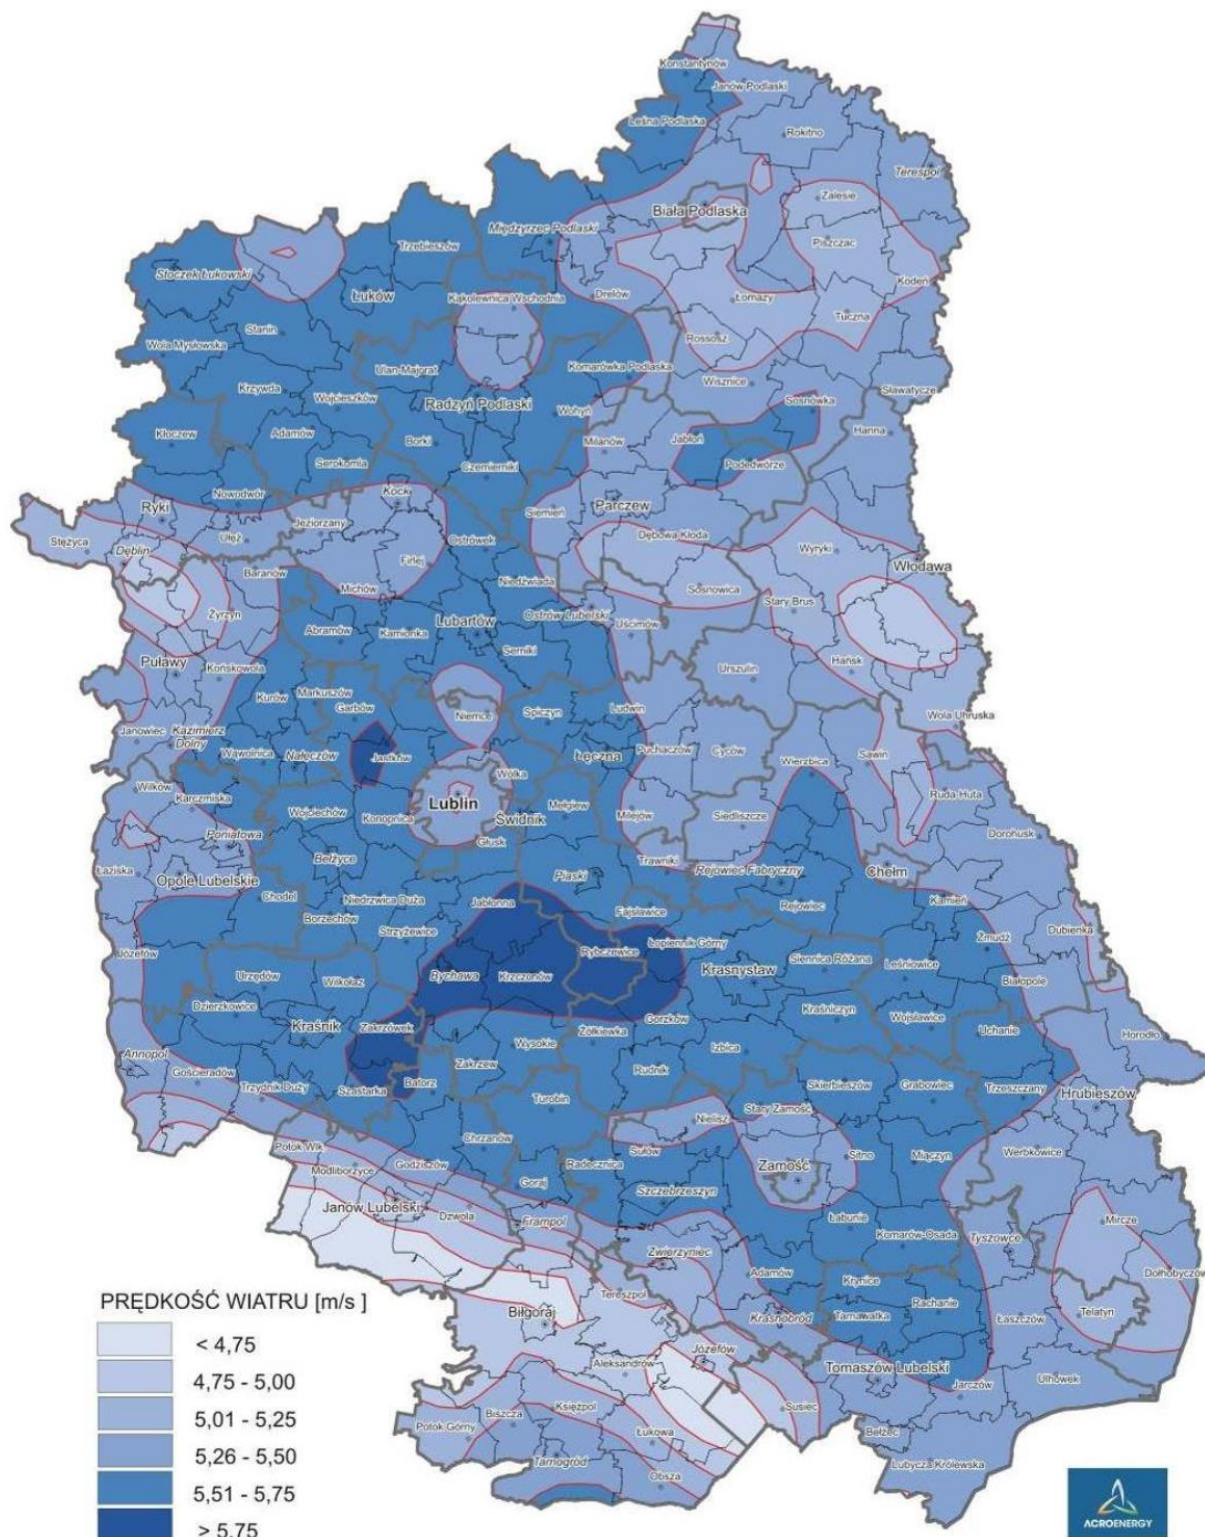 Konstantynów
Janów Podlaski
Leśna Podlaska
Rokitno
Terespol
Zalesie
Biała Podlaska
Międzyrzec Podlaski
Trzebieszów
Piszczac
Stoczek Łukowski
Kodeń
Łuków
Kąkolewnica Wschodnia
Drelów
Łomazy
Tuczna
Stanin
Rossosz
Wola Mysłowska
Ulan-Majorat
Komarówka Podlaska
Wisznice
Sławatycze
Krzywda
Wojcieszków
Radzyń Podlaski
Wohyń
Sosnówka
Kłoczew
Adamów
Borki
Milanów
Jabłoń
Hanna
Serokomla
Czemierniki
Podedwórze
Nowodwór
Kock
Ryki
Siemień
Parczew
Jeziorzany
Ułęż
Dębowa Kłoda
Stężyca
Ostrówek
Dęblin
Firlej
Wyryki
Włodawa
Baranów
Michów
Niedźwiada
Sosnowica
Żyrzyn
Ostrów Lubelski
Stary Brus
Abramów
Kamionka
Lubartów
Uścimów
Serniki
Puławy
Końskowola
Urszulin
Hańsk
Kurów
Markuszów
Garbów
Niemce
Spiczyn
Ludwin
Wola Uhruska
Janowiec
Kazimierz
Dolny
Wąwolnica
Nałęczów
Jastków
Łęczna
Puchaczów
Cyców
Wierzbica
Sawin
Wólka
Wilków
Karczmiska
Lublin
Mełgiew
Ruda-Huta
Wojciechów
Konopnica
Świdnik
Milejów
Siedliszcze
Poniatowa
Głusk
Dorohusk
Bełżyce
Trawniki
Rejowiec Fabryczny
Chełm
Łaziska
Opole Lubelskie
Piaski
Chodel
Niedrzwica Duża
Jabłonna
Fajsławice
Rejowiec
Kamień
Borzechów
Strzyżewice
Dubienka
Józefów
Rybczewice
Łopiennik Górny
Żmudź
Urzędów
Wilkołaz
Bychawa
Krzczonów
Krasnystaw
Siennica Różana
Leśniowice
Białopole
Dzierzkowice
Kraśnik
Zakrzówek
Gorzków
Kraśniczyn
Wojsławice
Uchanie
Horodło
Wysokie
Żółkiewka
Annopol
Zakrzew
Izbica
Gościeradów
Trzydnik Duży
Szastarka
Batorz
Rudnik
Skierbieszów
Grabowiec
Trzeszczany
Hrubieszów
Turobin
Stary Zamość
Nielisz
Chrzanów
Potok Wlk.
Sułów
Sitno
Miączyn
Werbkowice
Modliborzyce
Godziszów
Radecznica
Zamość
Goraj
Szczebrzeszyn
Janów Lubelski
Dzwola
Frampol
Łabunie
Mircze
Komarów-Osada
Tyszowce
Zwierzyniec
Adamów
Krynice
Dołhobyczów
Tereszpol
Rachanie
Biłgoraj
Krasnobród
Tarnawatka
Łaszczów
Telatyn
Józefów
Aleksandrów
Tomaszów Lubelski
Ulhówek
Jarczów
Susiec
Księżpol
Biszcza
Potok Górny
Łukowa
Bełżec
Tarnogród
Obsza
Lubycza Królewska
PRĘDKOŚĆ WIATRU [m/s ]
< 4,75
4,75 - 5,00
5,01 - 5,25
5,26 - 5,50
5,51 - 5,75
> 5,75
ACROENERGY